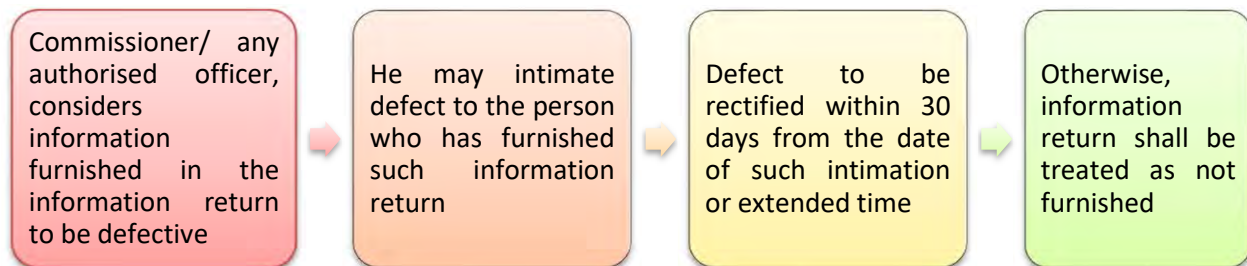 Commissioner/ any
authorised officer,
considers
information
furnished in the
information return
to be defective
He may intimate
defect to the person
who has furnished
such information
return
Defect to be
rectified within 30
days from the date
of such intimation
or extended time
Otherwise,
information
return shall be
treated as not
furnished